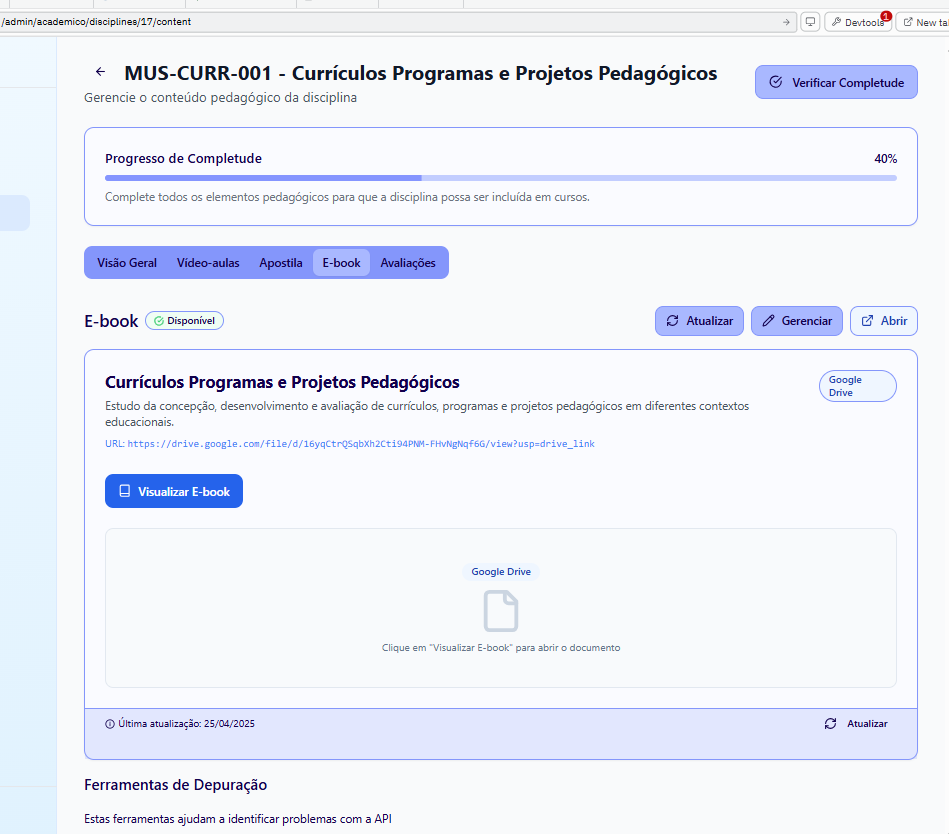 /admin/academico/disciplines/17/content
Devtools
1
New tab
MUS-CURR-001 - Currículos Programas e Projetos Pedagógicos
Gerencie o conteúdo pedagógico da disciplina
Verificar Completude
Progresso de Completude
40%
Complete todos os elementos pedagógicos para que a disciplina possa ser incluída em cursos.
Visão Geral
Vídeo-aulas
Apostila
E-book
Avaliações
E-book
Disponível
Atualizar
Gerenciar
Abrir
Currículos Programas e Projetos Pedagógicos
Google
Drive
Estudo da concepção, desenvolvimento e avaliação de currículos, programas e projetos pedagógicos em diferentes contextos
educacionais.
URL: https://drive.google.com/file/d/16yqCtrQSqbXh2Cti94PNM-FHvNgNqf6G/view?usp=drive_link
Visualizar E-book
Google Drive
Clique em "Visualizar E-book" para abrir o documento
Última atualização: 25/04/2025
Atualizar
Ferramentas de Depuração
Estas ferramentas ajudam a identificar problemas com a API